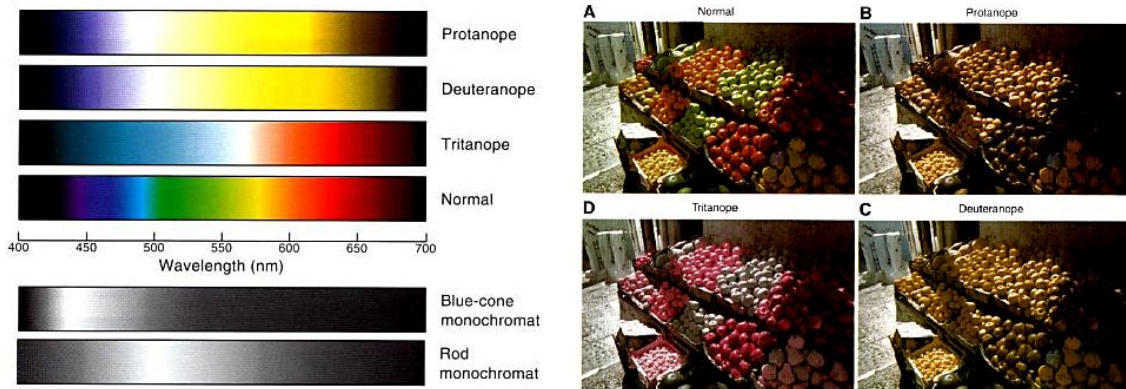 Protanope
Deuteranope
Tritanope
Normal
400 450 500 550 600 650 700
Wavelength (nm)
Blue-cone
monochromat
Rod
monochromat
A Normal
B Protanope
D Tritanope
C Deuteranope